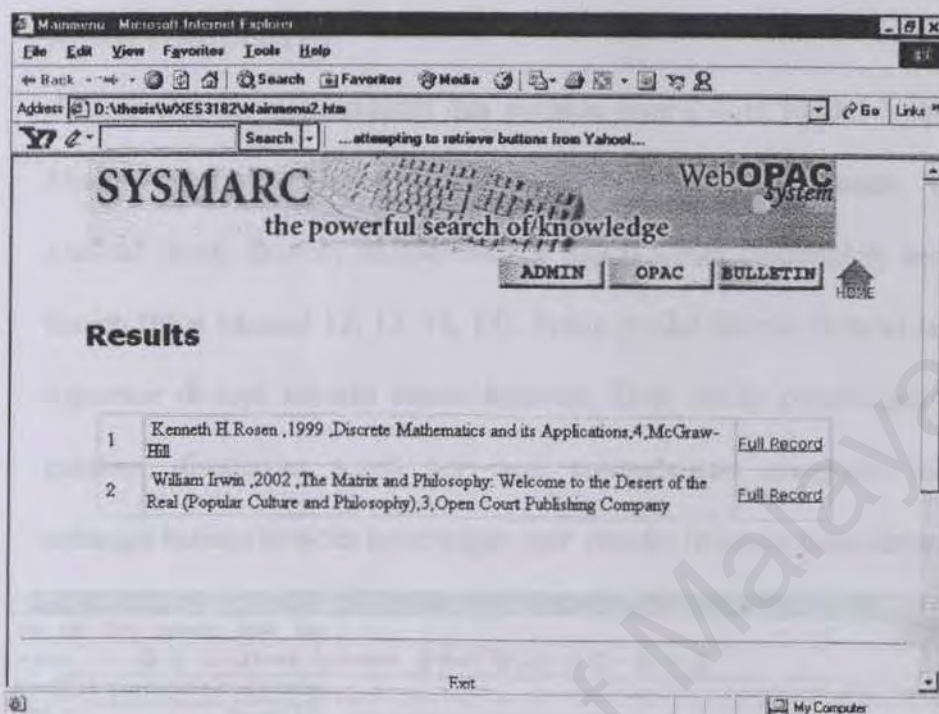 Mainmenu - Microsoft Internet Explorer
File Edit View Favorites Tools Help
Back Search Favorites Media
Address D:\thesis\WXES3182\Mainmenu2.htm Go Links »
Y! Search ...attempting to retrieve buttons from Yahoo!...
SYSMARC WebOPAC system
the powerful search of knowledge
ADMIN OPAC BULLETIN HOME
Results
1 Kenneth H.Rosen ,1999 ,Discrete Mathematics and its Applications,4,McGraw-
Hill Full Record
2 William Irwin ,2002 ,The Matrix and Philosophy: Welcome to the Desert of the
Real (Popular Culture and Philosophy),3,Open Court Publishing Company Full Record
Exit
My Computer
of Malaya